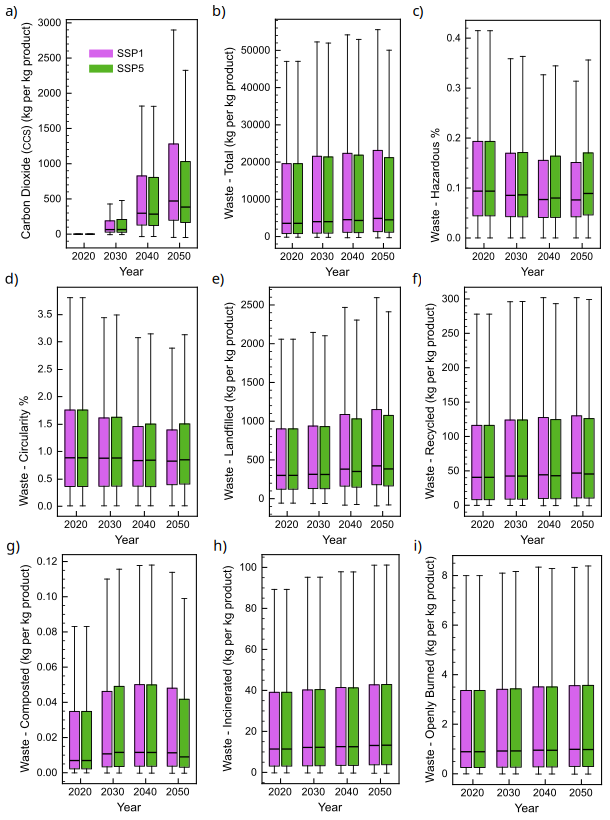 a)
Carbon Dioxide (CCS) (kg per kg product)
3000
2500
2000
1500
1000
500
0
SSP1
SSP5
2020 2030 2040 2050
Year
b)
Waste - Total (kg per kg product)
50000
40000
30000
20000
10000
0
2020 2030 2040 2050
Year
c)
Waste - Hazardous %
0.4
0.3
0.2
0.1
0.0
2020 2030 2040 2050
Year
d)
Waste - Circularity %
3.5
3.0
2.5
2.0
1.5
1.0
0.5
0.0
2020 2030 2040 2050
Year
e)
Waste - Landfilled (kg per kg product)
2500
2000
1500
1000
500
0
2020 2030 2040 2050
Year
f)
Waste - Recycled (kg per kg product)
300
250
200
150
100
50
0
2020 2030 2040 2050
Year
g)
Waste - Composted (kg per kg product)
0.12
0.10
0.08
0.06
0.04
0.02
0.00
2020 2030 2040 2050
Year
h)
Waste - Incinerated (kg per kg product)
100
80
60
40
20
0
2020 2030 2040 2050
Year
i)
Waste - Openly Burned (kg per kg product)
8
6
4
2
0
2020 2030 2040 2050
Year